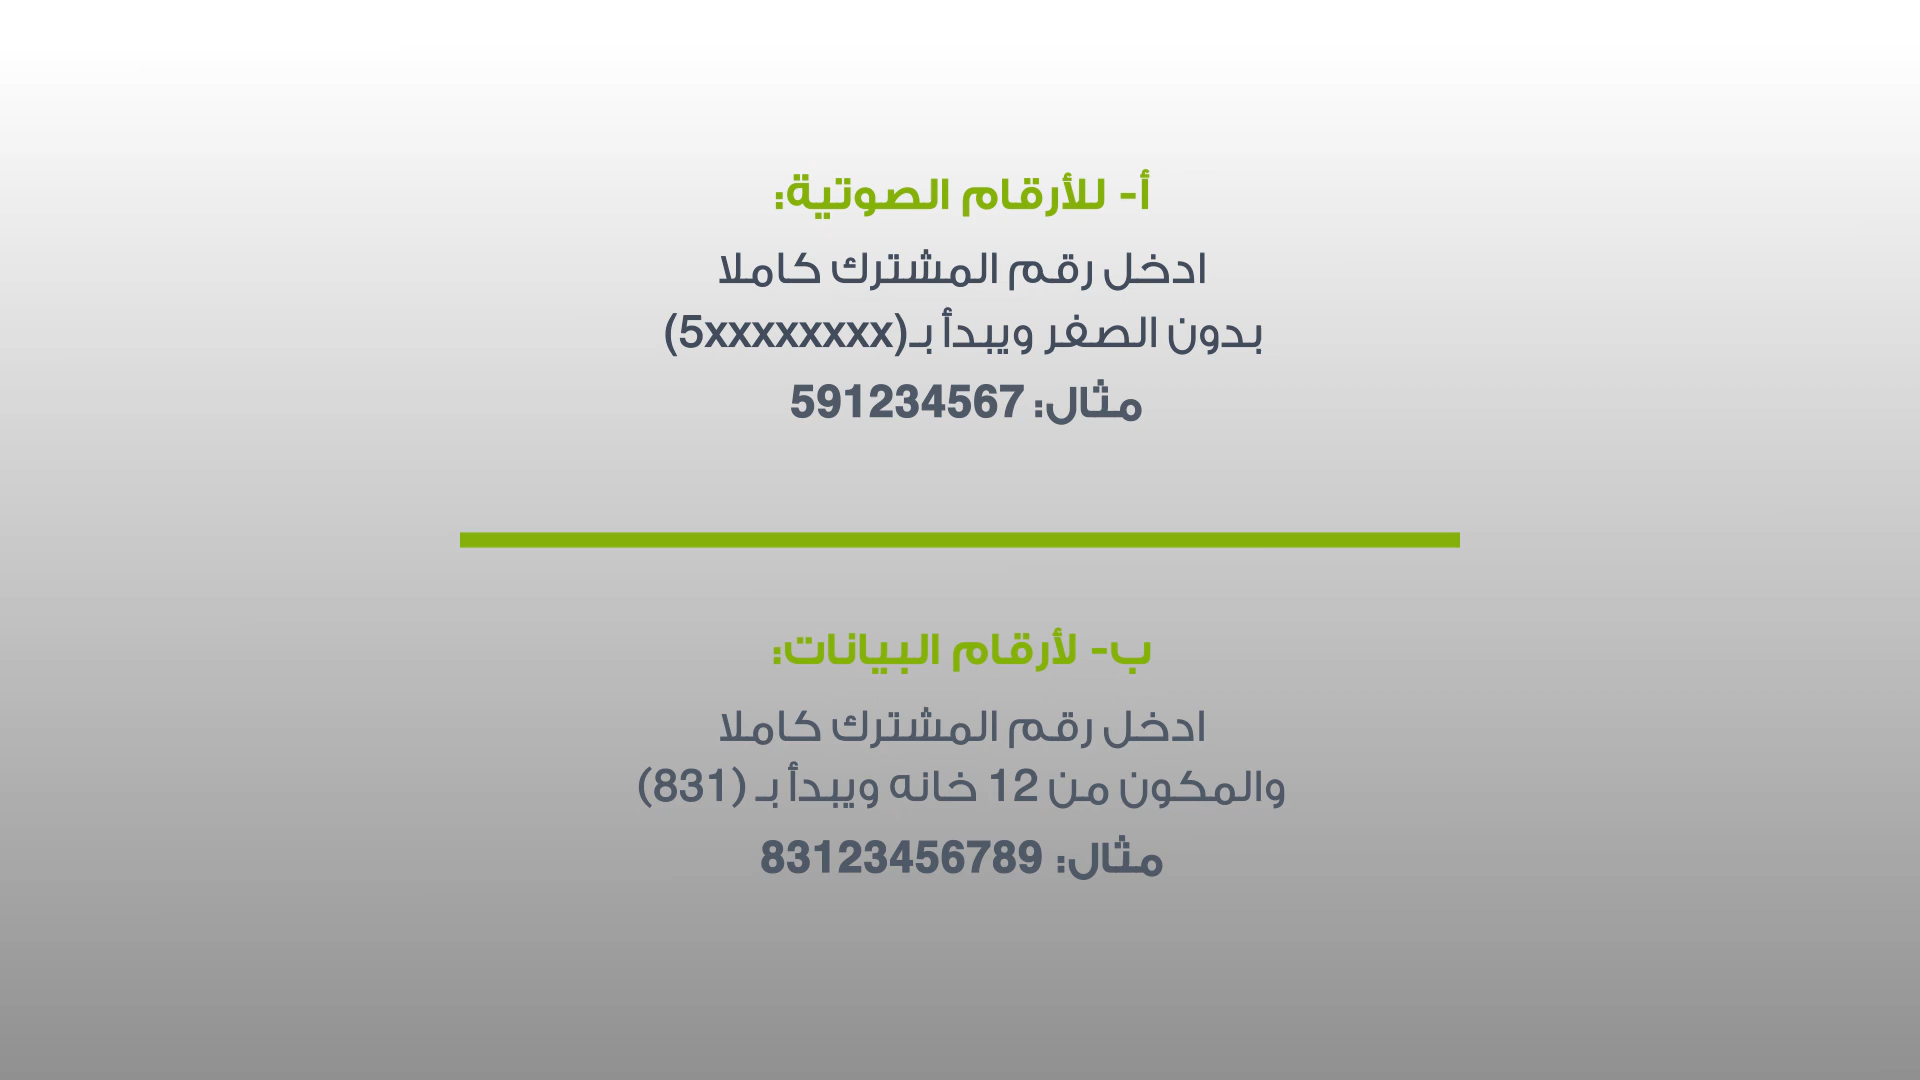 أ- للأرقام الصوتية:
ادخل رقم المشترك كاملا
بدون الصفر ويبدأ بـ(5xxxxxxxx)
مثال: 591234567
ب- لأرقام البيانات:
ادخل رقم المشترك كاملا
والمكون من 12 خانه ويبدأ بـ (831)
مثال: 83123456789